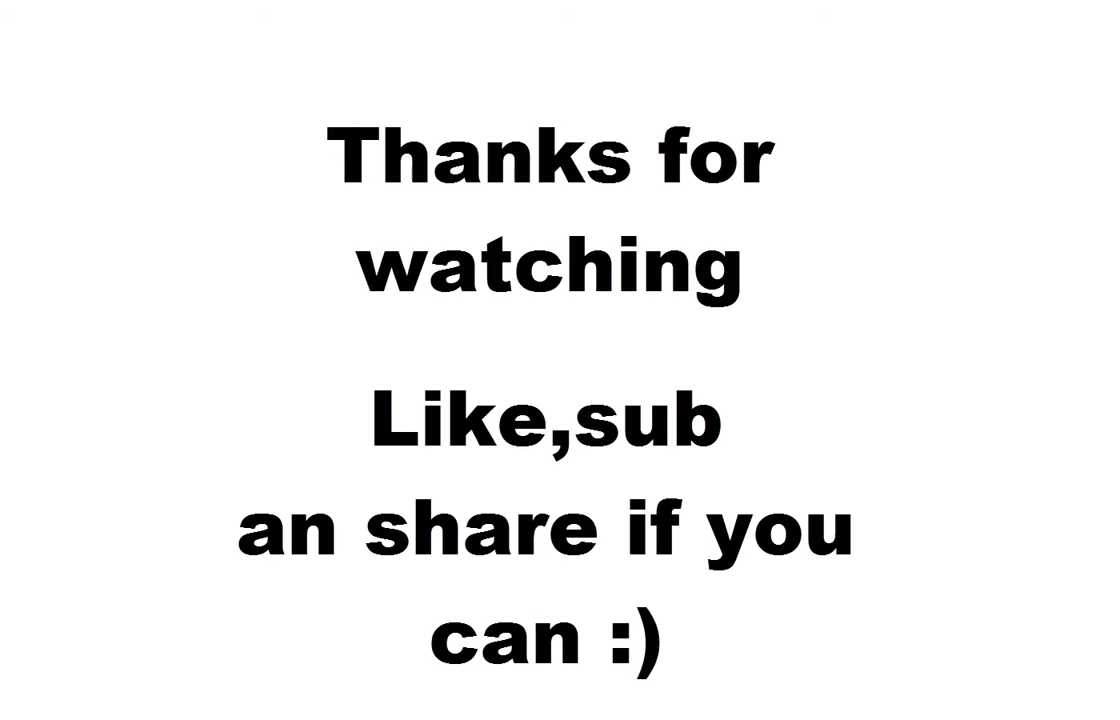 Thanks for
watching
Like,sub
an share if you
can :)